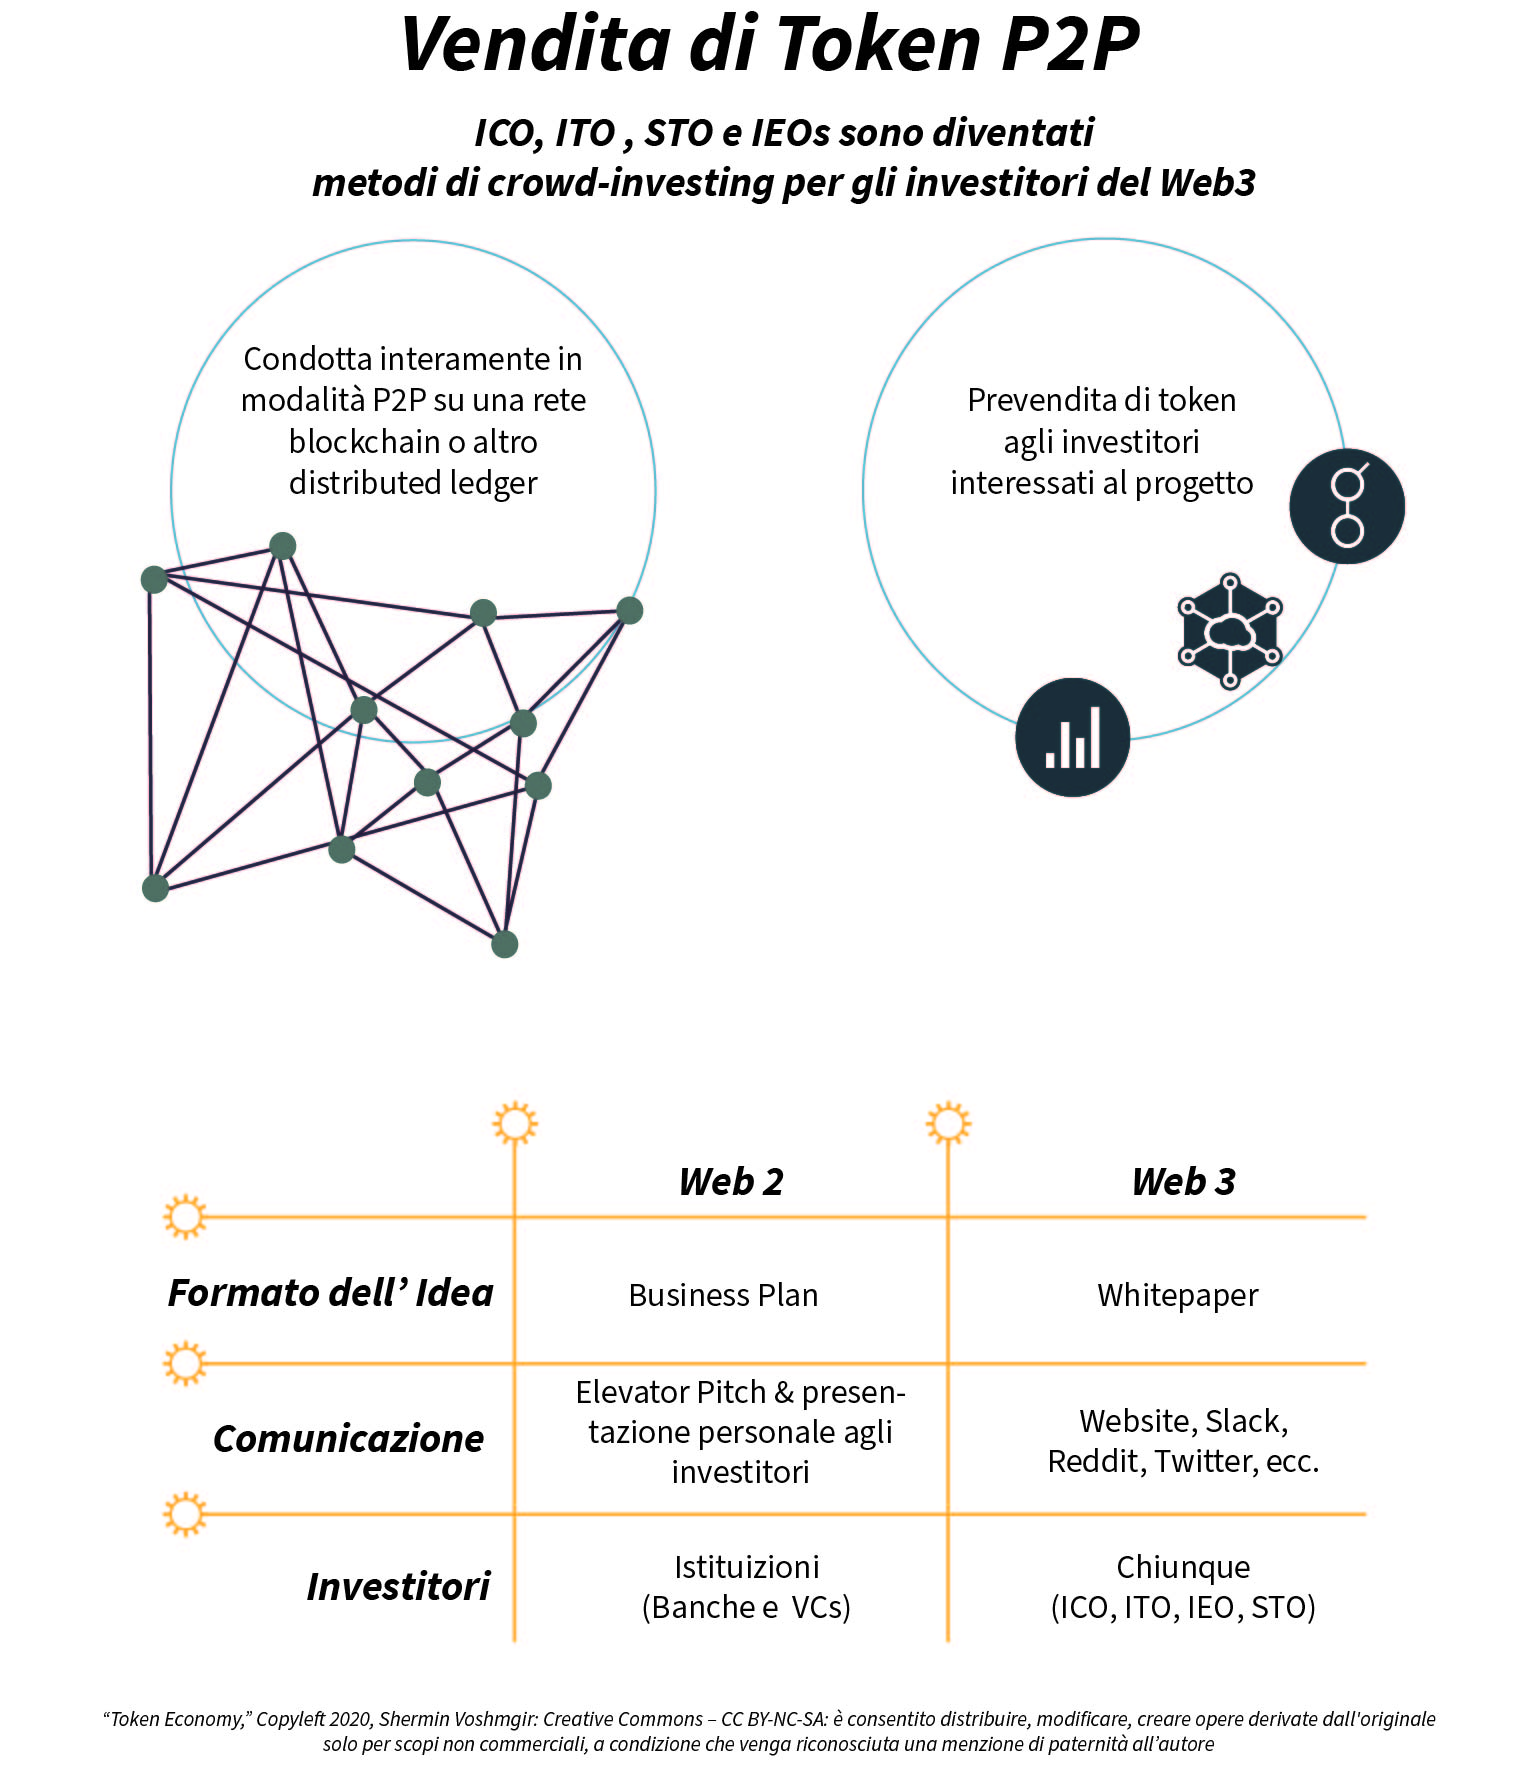 Vendita di Token P2P
ICO, ITO , STO e IEOs sono diventati
metodi di crowd-investing per gli investitori del Web3
Condotta interamente in
modalità P2P su una rete
blockchain o altro
distributed ledger
Prevendita di token
agli investitori
interessati al progetto
Web 2
Web 3
Formato dell’ Idea
Business Plan
Whitepaper
Comunicazione
Elevator Pitch & presen-
tazione personale agli
investitori
Website, Slack,
Reddit, Twitter, ecc.
Investitori
Istituizioni
(Banche e  VCs)
Chiunque
(ICO, ITO, IEO, STO)
“Token Economy,” Copyleft 2020, Shermin Voshmgir: Creative Commons – CC BY-NC-SA: è consentito distribuire, modificare, creare opere derivate dall'originale
solo per scopi non commerciali, a condizione che venga riconosciuta una menzione di paternità all’autore